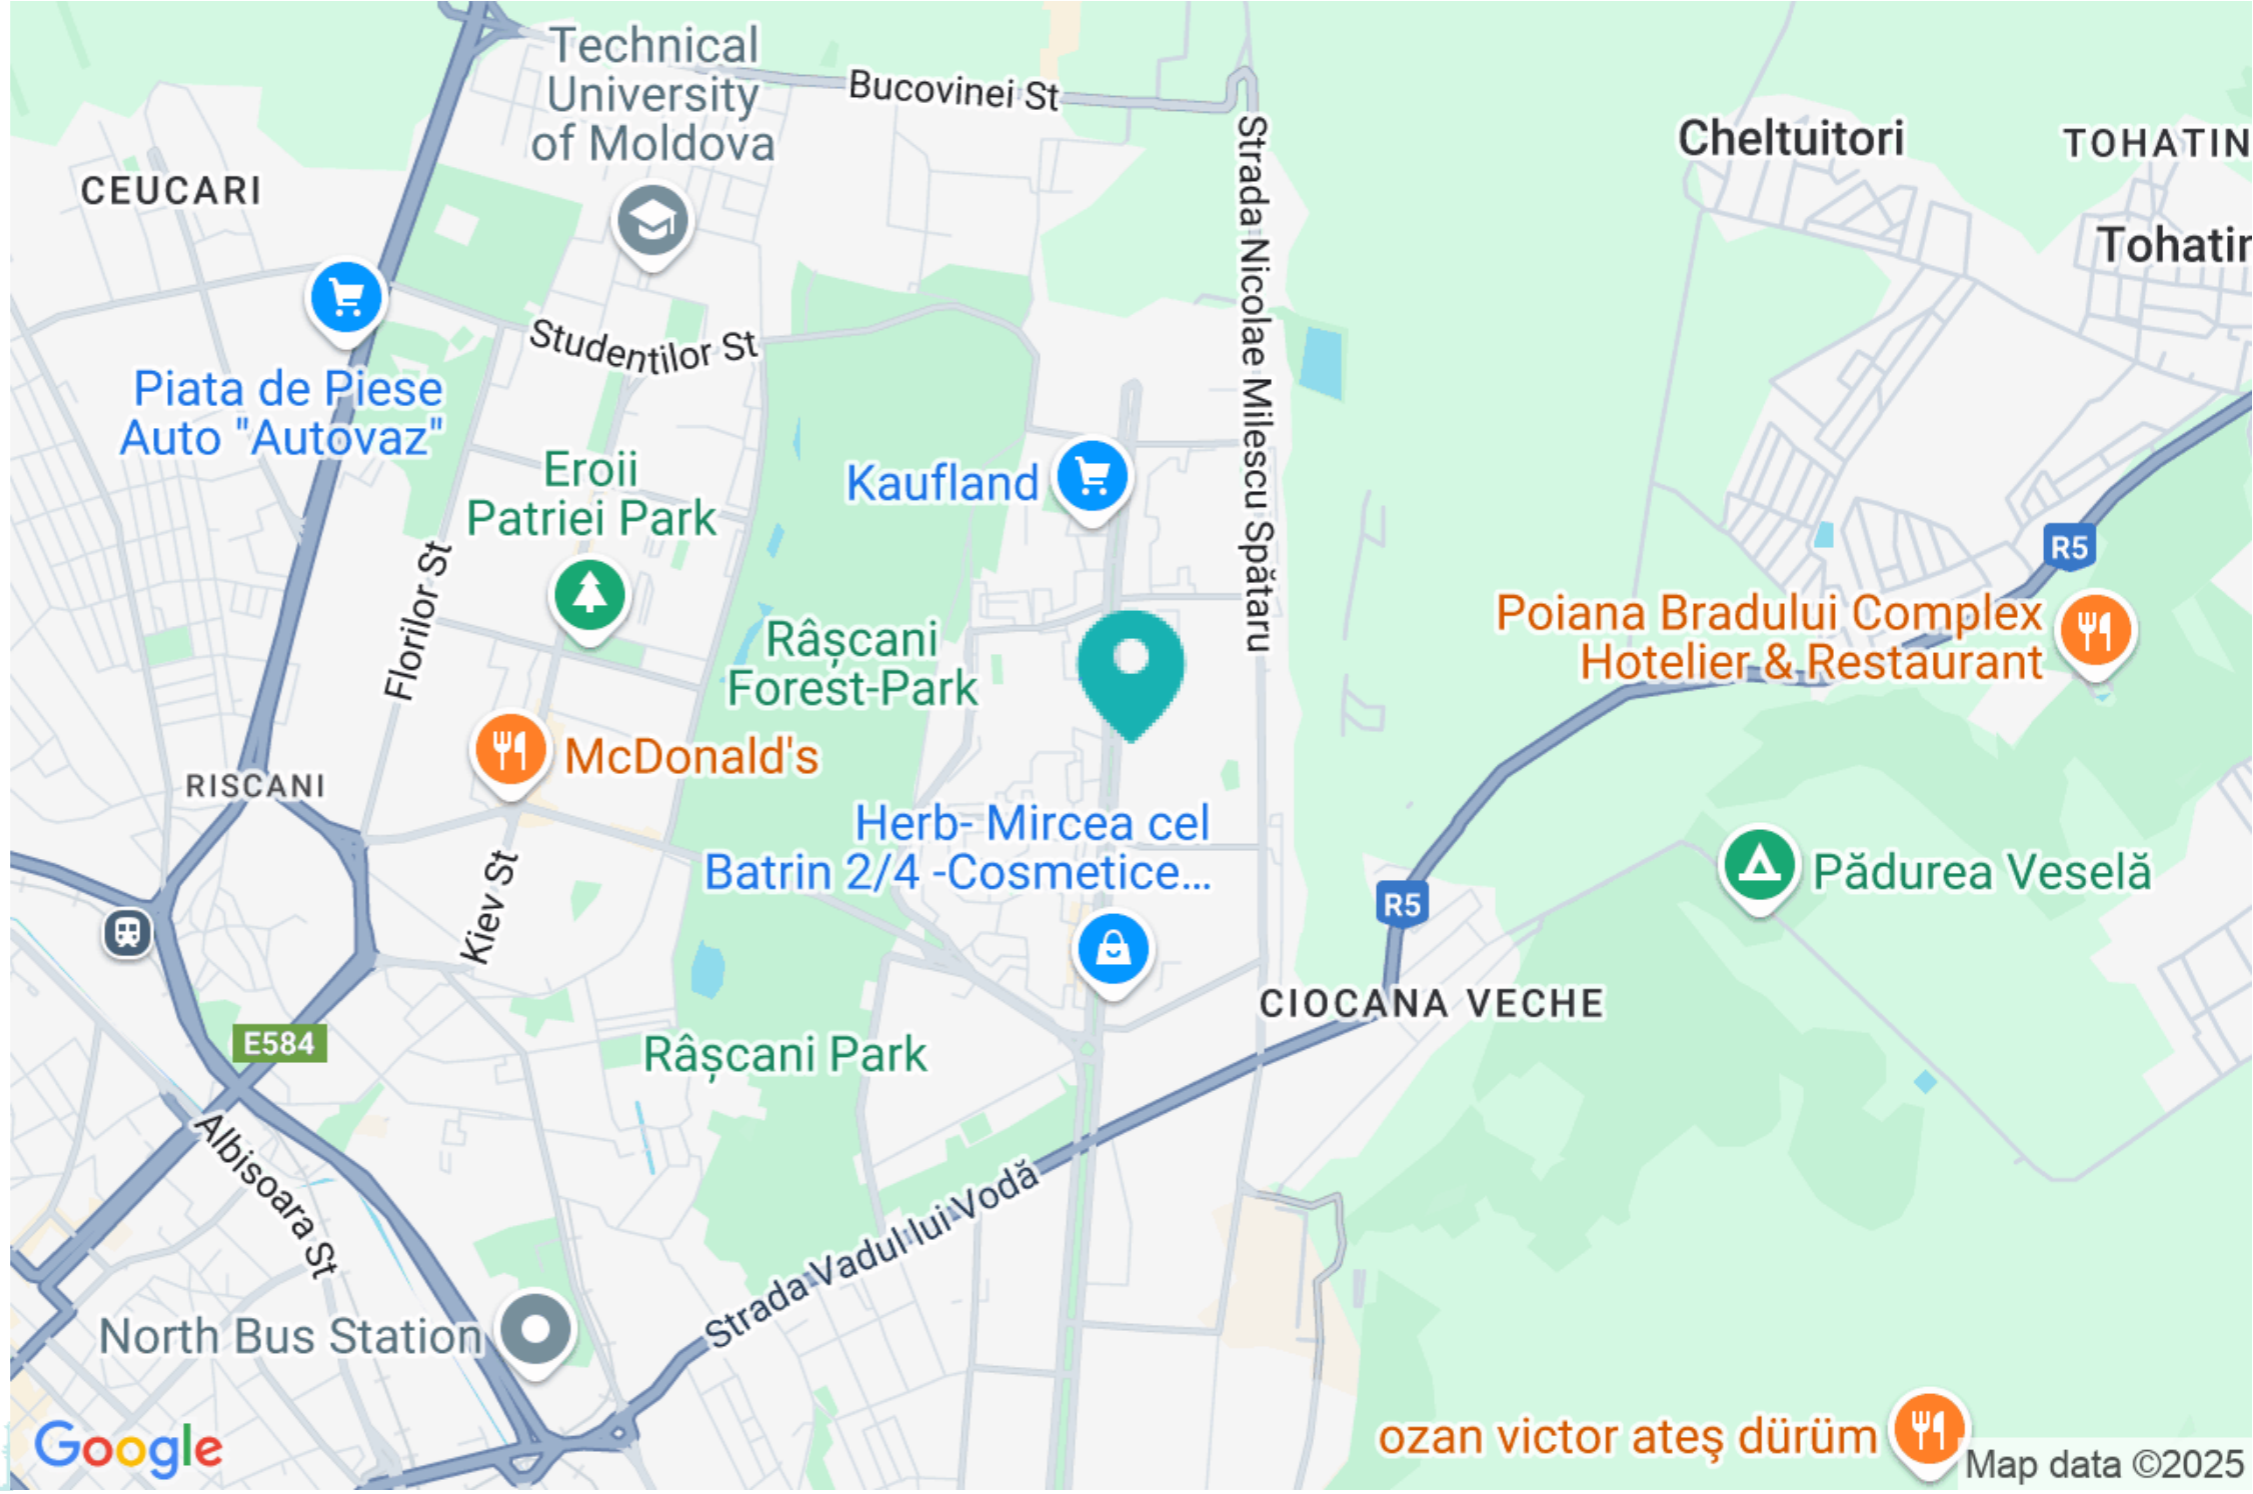 Technical
University
of Moldova
Bucovinei St
Cheltuitori
TOHATIN
CEUCARI
Tohatin
Strada Nicolae Milescu Spătaru
Studentilor St
Piata de Piese
Auto "Autovaz"
Eroii
Patriei Park
Kaufland
R5
Florilor St
Râșcani
Forest-Park
Poiana Bradului Complex
Hotelier & Restaurant
McDonald's
RISCANI
Herb- Mircea cel
Batrin 2/4 -Cosmetice...
Kiev St
R5
Pădurea Veselă
CIOCANA VECHE
E584
Râșcani Park
Albisoara St
Strada Vadul lui Vodă
North Bus Station
ozan victor ateş dürüm
Google
Map data ©2025